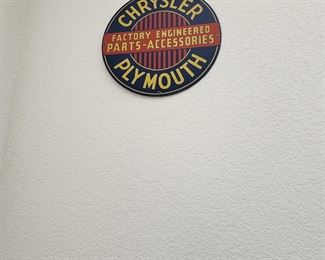 CHRYSLER
FACTORY ENGINEERED
PARTS-ACCESSORIES
PLYMOUTH